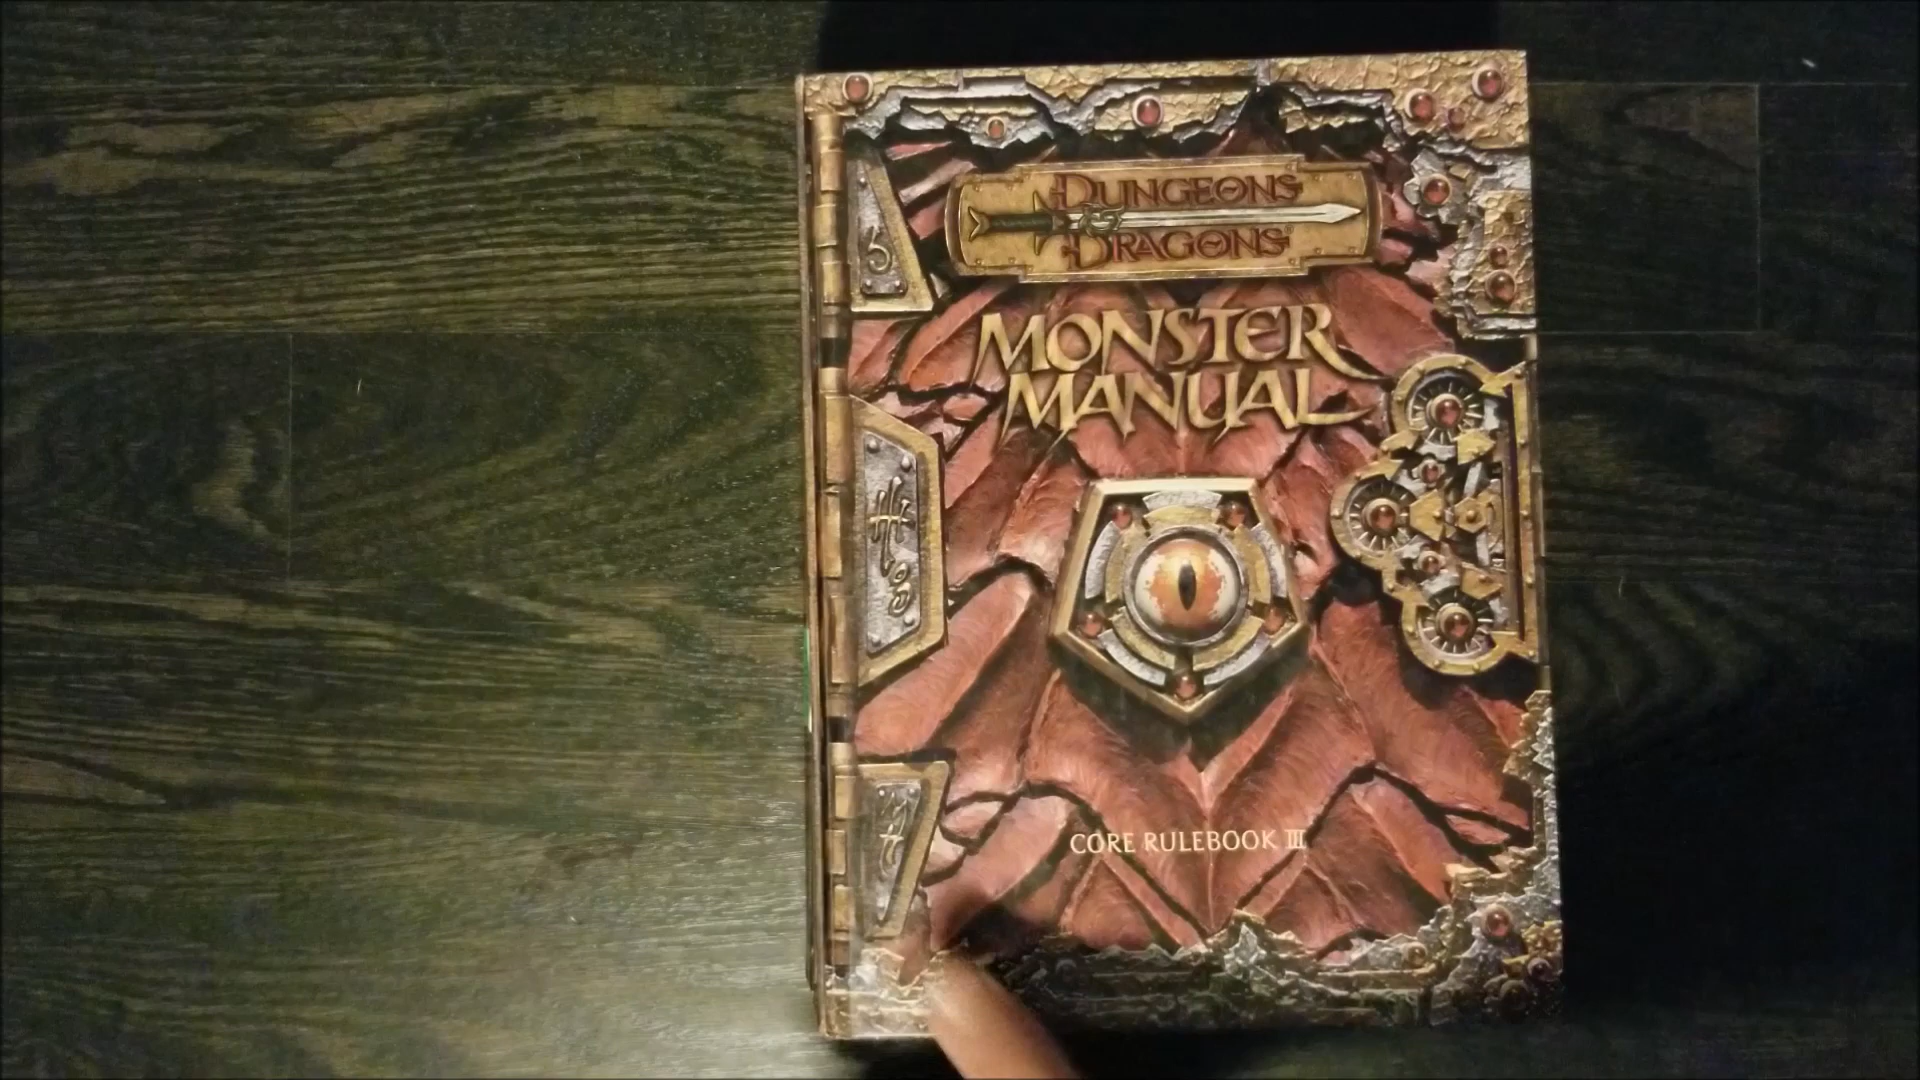 DUNGEONS
DRAGONS®
MONSTER
MANUAL
CORE RULEBOOK III